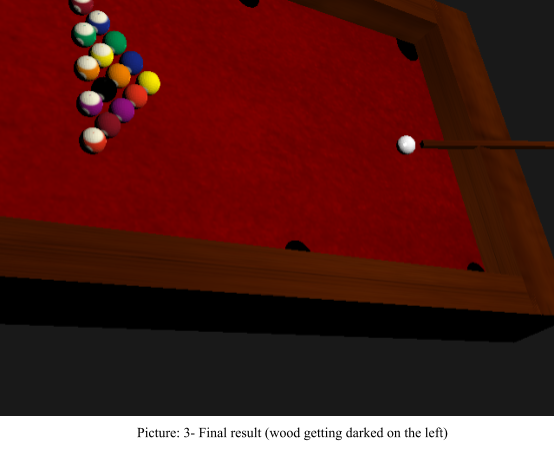 Picture: 3- Final result (wood getting darked on the left)